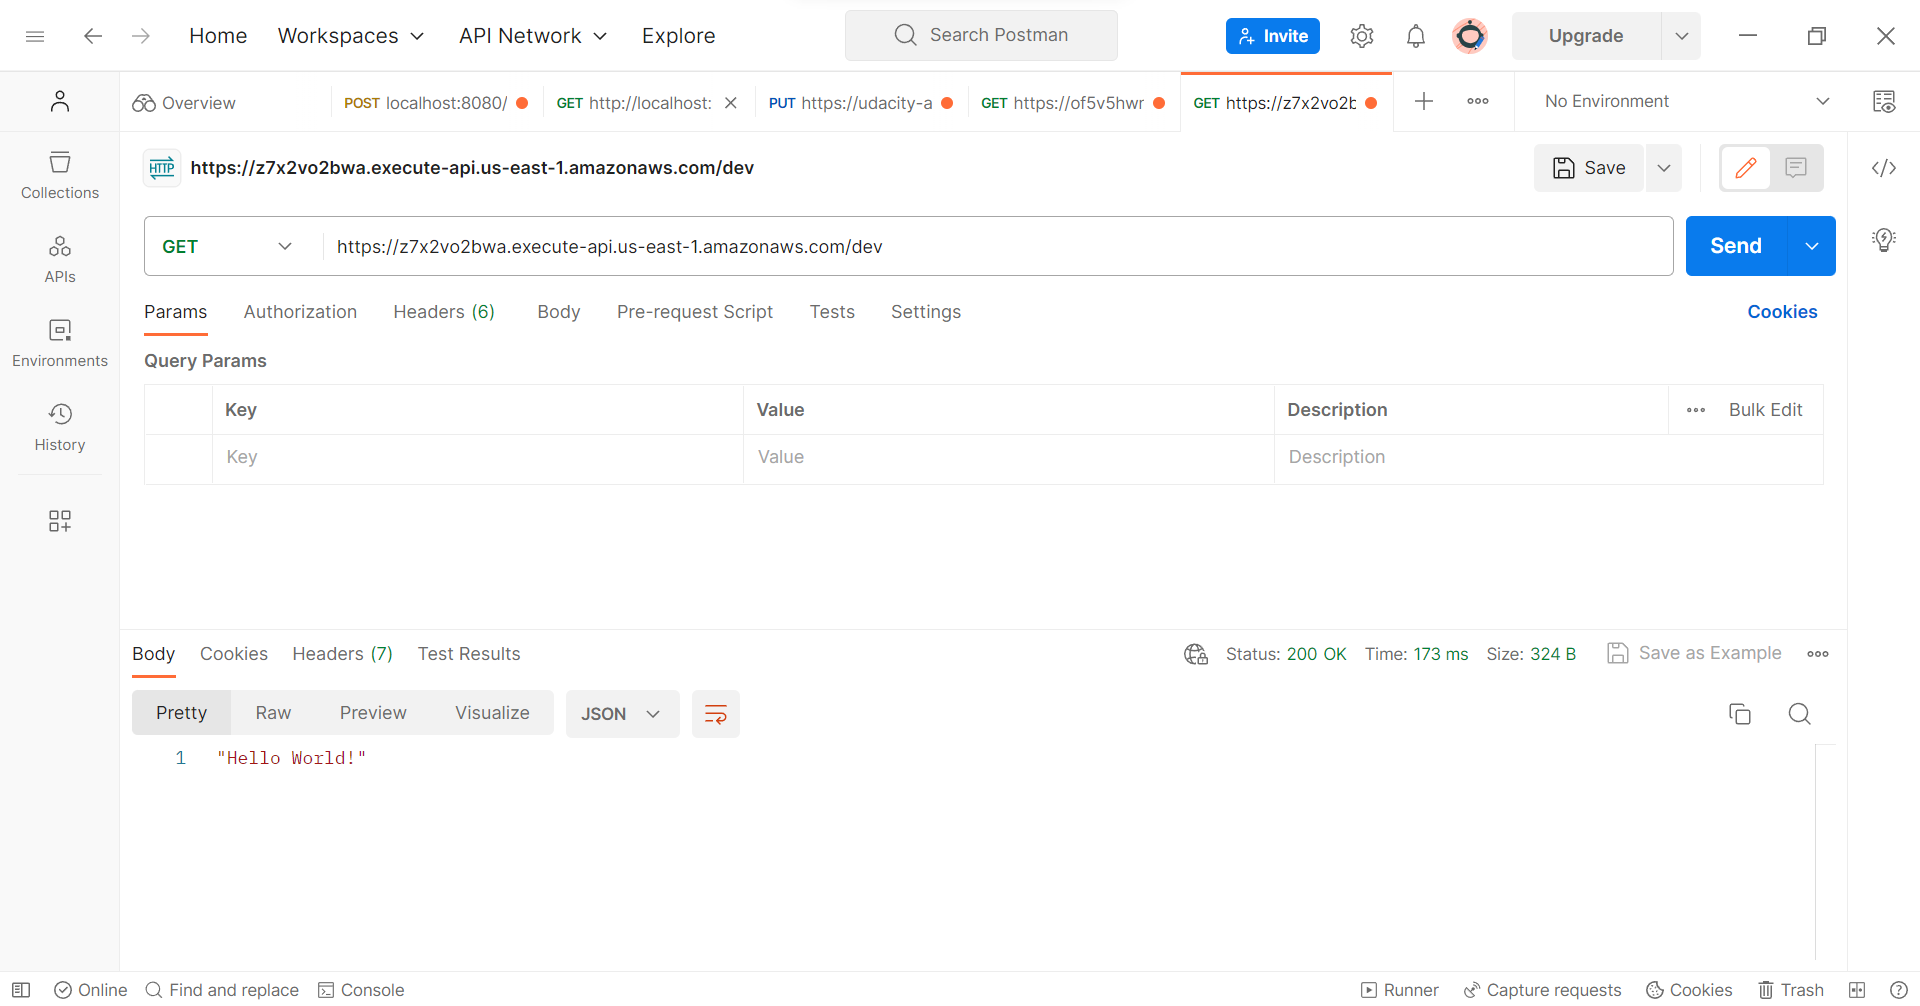 Home Workspaces API Network Explore Search Postman Invite Upgrade
Overview POST localhost:8080/ GET http://localhost: PUT https://udacity-a GET https://of5v5hwr GET https://z7x2vo2b No Environment
HTTP https://z7x2vo2bwa.execute-api.us-east-1.amazonaws.com/dev Save
Collections
GET https://z7x2vo2bwa.execute-api.us-east-1.amazonaws.com/dev Send
APIs
Params Authorization Headers (6) Body Pre-request Script Tests Settings Cookies
Environments
Query Params
Key Value Description Bulk Edit
History
Key Value Description
Body Cookies Headers (7) Test Results Status: 200 OK Time: 173 ms Size: 324 B Save as Example
Pretty Raw Preview Visualize JSON
1 "Hello World!"
Online Find and replace Console Runner Capture requests Cookies Trash